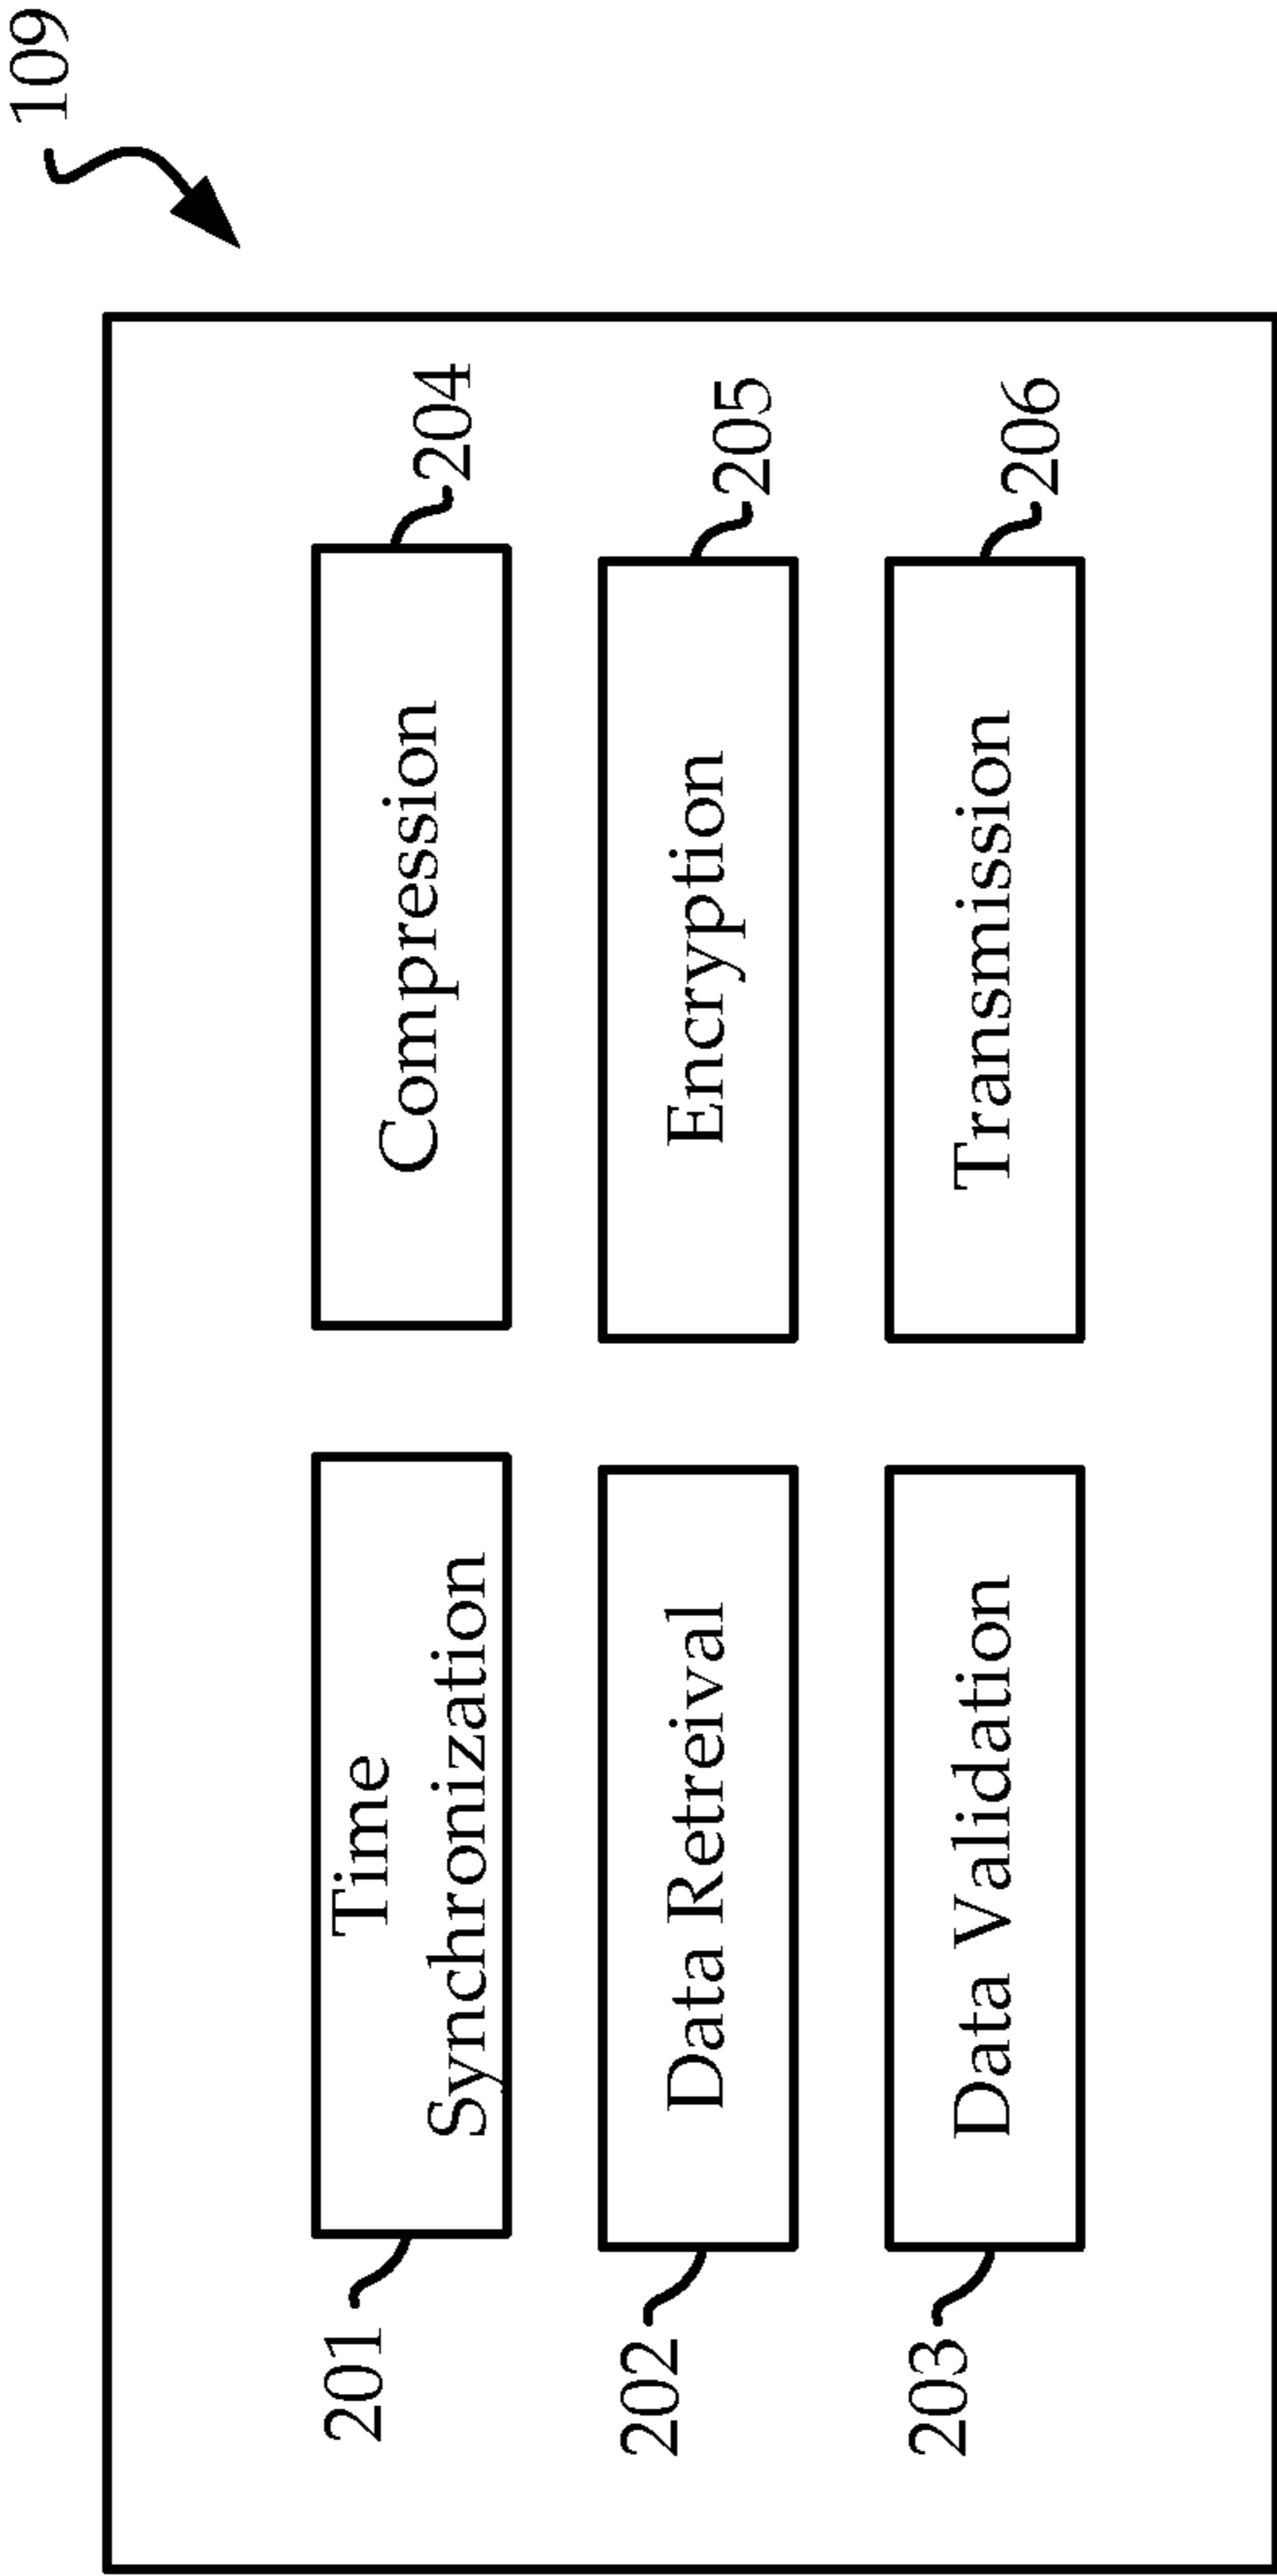 109
201
Time
Synchronization
Compression
204
202
Data Retreival
Encryption
205
203
Data Validation
Transmission
206